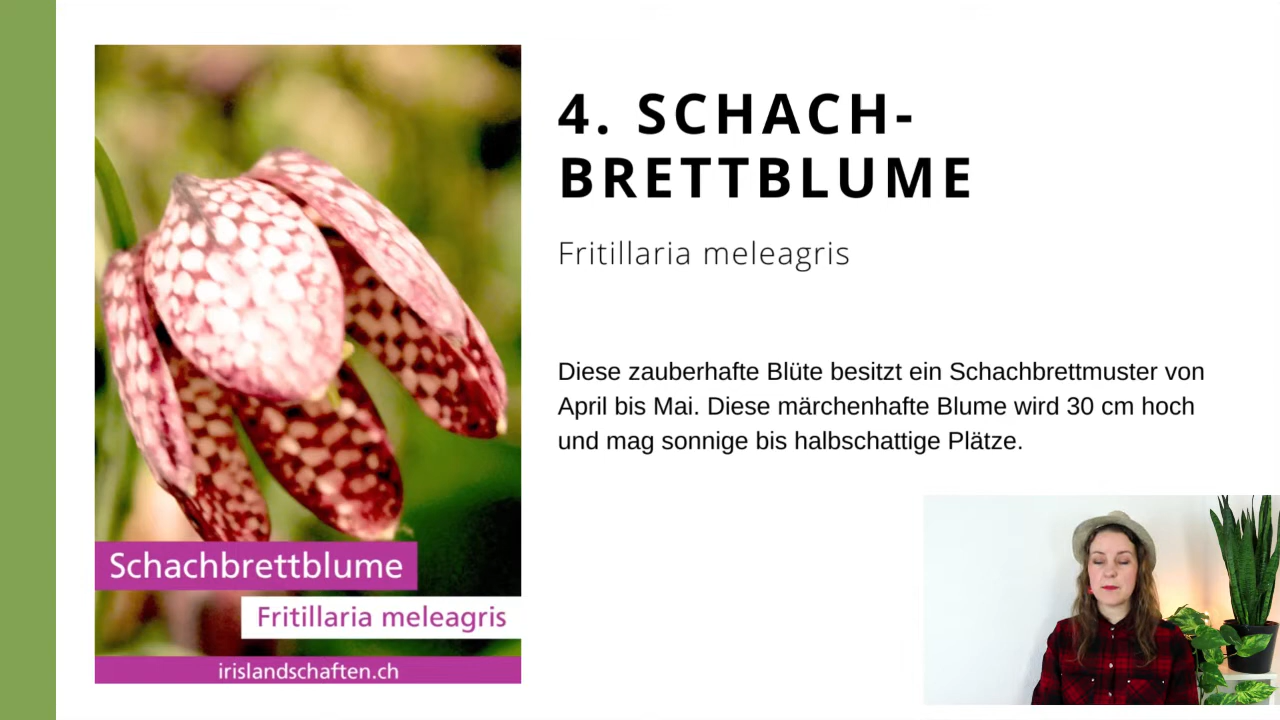 4. SCHACH-
BRETTBLUME
Fritillaria meleagris
Diese zauberhafte Blüte besitzt ein Schachbrettmuster von
April bis Mai. Diese märchenhafte Blume wird 30 cm hoch
und mag sonnige bis halbschattige Plätze.
Schachbrettblume
Fritillaria meleagris
irislandschaften.ch